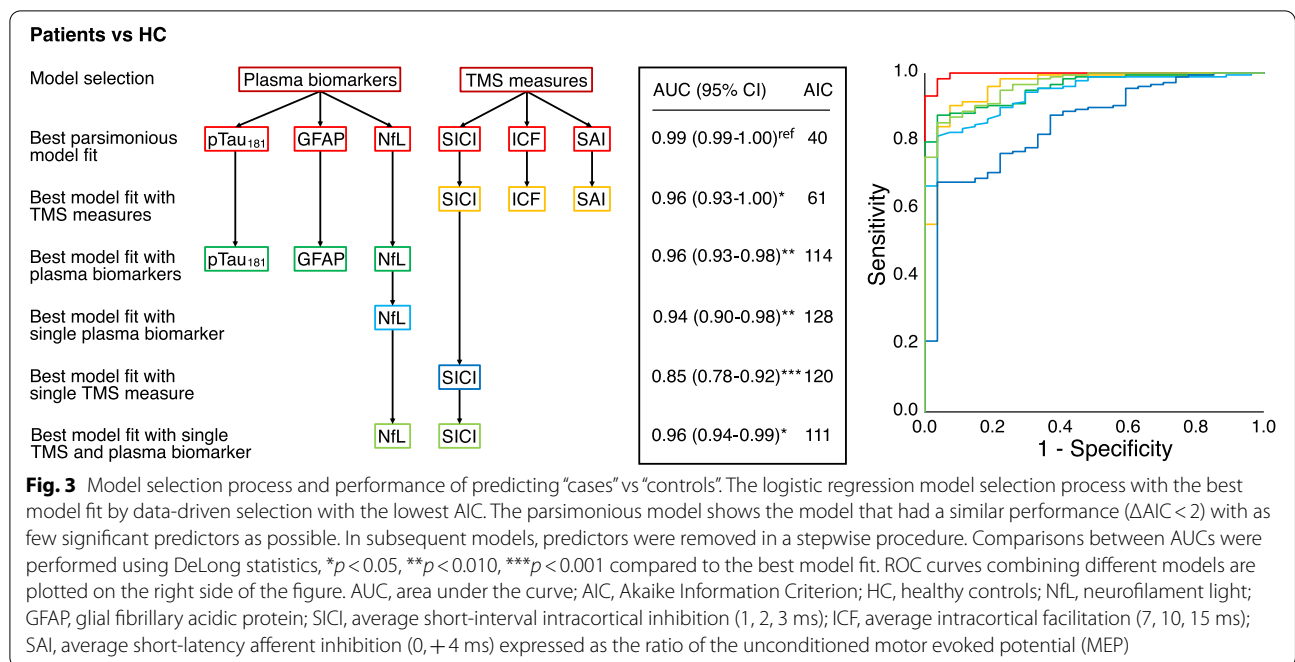 Patients vs HC
Model selection
Plasma biomarkers
TMS measures
AUC (95% CI) AIC
Best parsimonious
model fit
pTau181 GFAP NfL SICI ICF SAI
0.99 (0.99-1.00)ref 40
Best model fit with
TMS measures
SICI ICF SAI
0.96 (0.93-1.00)* 61
Best model fit with
plasma biomarkers
pTau181 GFAP NfL
0.96 (0.93-0.98)** 114
Best model fit with
single plasma biomarker
NfL
0.94 (0.90-0.98)** 128
Best model fit with
single TMS measure
SICI
0.85 (0.78-0.92)*** 120
Best model fit with single
TMS and plasma biomarker
NfL SICI
0.96 (0.94-0.99)* 111
Sensitivity
1.0
0.8
0.6
0.4
0.2
0.0
0.0 0.2 0.4 0.6 0.8 1.0
1 - Specificity
Fig. 3 Model selection process and performance of predicting “cases” vs “controls”. The logistic regression model selection process with the best
model fit by data-driven selection with the lowest AIC. The parsimonious model shows the model that had a similar performance (ΔAIC < 2) with as
few significant predictors as possible. In subsequent models, predictors were removed in a stepwise procedure. Comparisons between AUCs were
performed using DeLong statistics, *p < 0.05, **p < 0.010, ***p < 0.001 compared to the best model fit. ROC curves combining different models are
plotted on the right side of the figure. AUC, area under the curve; AIC, Akaike Information Criterion; HC, healthy controls; NfL, neurofilament light;
GFAP, glial fibrillary acidic protein; SICI, average short-interval intracortical inhibition (1, 2, 3 ms); ICF, average intracortical facilitation (7, 10, 15 ms);
SAI, average short-latency afferent inhibition (0, + 4 ms) expressed as the ratio of the unconditioned motor evoked potential (MEP)